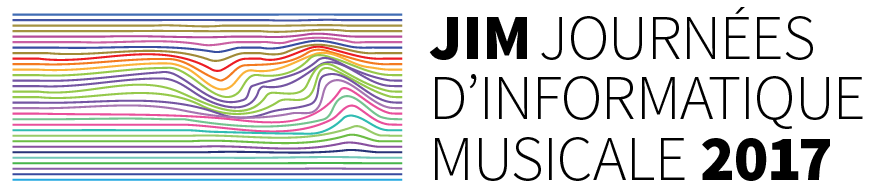 JIM JOURNÉES
D’INFORMATIQUE
MUSICALE 2017